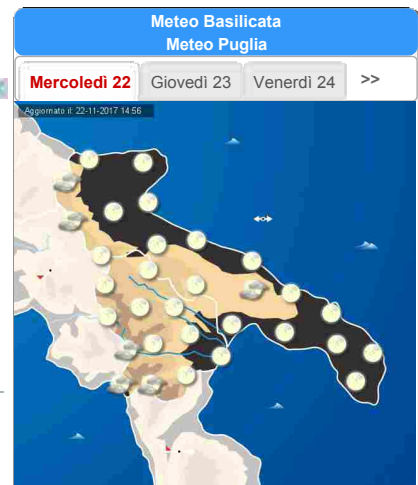 Meteo Basilicata
Meteo Puglia
Mercoledì 22 Giovedì 23 Venerdì 24 >>
Aggiornato il: 22-11-2017 14:56